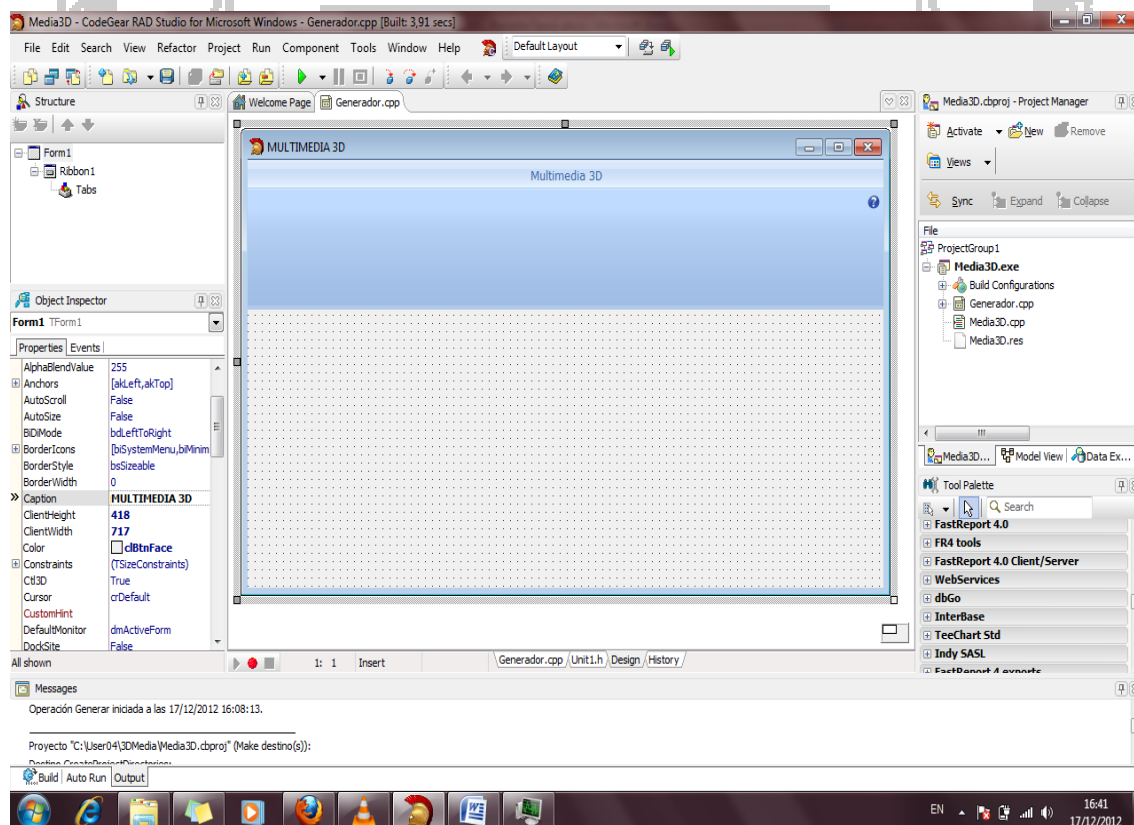 Media3D - CodeGear RAD Studio for Microsoft Windows - Generador.cpp [Built: 3,91 secs]
File Edit Search View Refactor Project Run Component Tools Window Help Default Layout
Structure
Form1
Ribbon1
Tabs
Object Inspector
Form1 TForm1
Properties Events
AlphaBlendValue 255
Anchors [akLeft,akTop]
AutoScroll False
AutoSize False
BiDiMode bdLeftToRight
BorderIcons [biSystemMenu,biMinim
BorderStyle bsSizeable
BorderWidth 0
Caption MULTIMEDIA 3D
ClientHeight 418
ClientWidth 717
Color clBtnFace
Constraints (TSizeConstraints)
Ctl3D True
Cursor crDefault
CustomHint
DefaultMonitor dmActiveForm
DockSite False
All shown
Welcome Page Generador.cpp
MULTIMEDIA 3D
Multimedia 3D
1: 1 Insert
Generador.cpp Unit1.h Design History
Media3D.cbproj - Project Manager
Activate New Remove
Views
Sync Expand Collapse
File
ProjectGroup1
Media3D.exe
Build Configurations
Generador.cpp
Media3D.cpp
Media3D.res
Media3D... Model View Data Ex...
Tool Palette
Search
FastReport 4.0
FR4 tools
FastReport 4.0 Client/Server
WebServices
dbGo
InterBase
TeeChart Std
Indy SASL
FastReport 4 exports
Messages
Operación Generar iniciada a las 17/12/2012 16:08:13.
Proyecto "C:\User04\3DMedia\Media3D.cbproj" (Make destino(s)):
Destino CreateProjectDirectories:
Build Auto Run Output
EN 16:41
17/12/2012